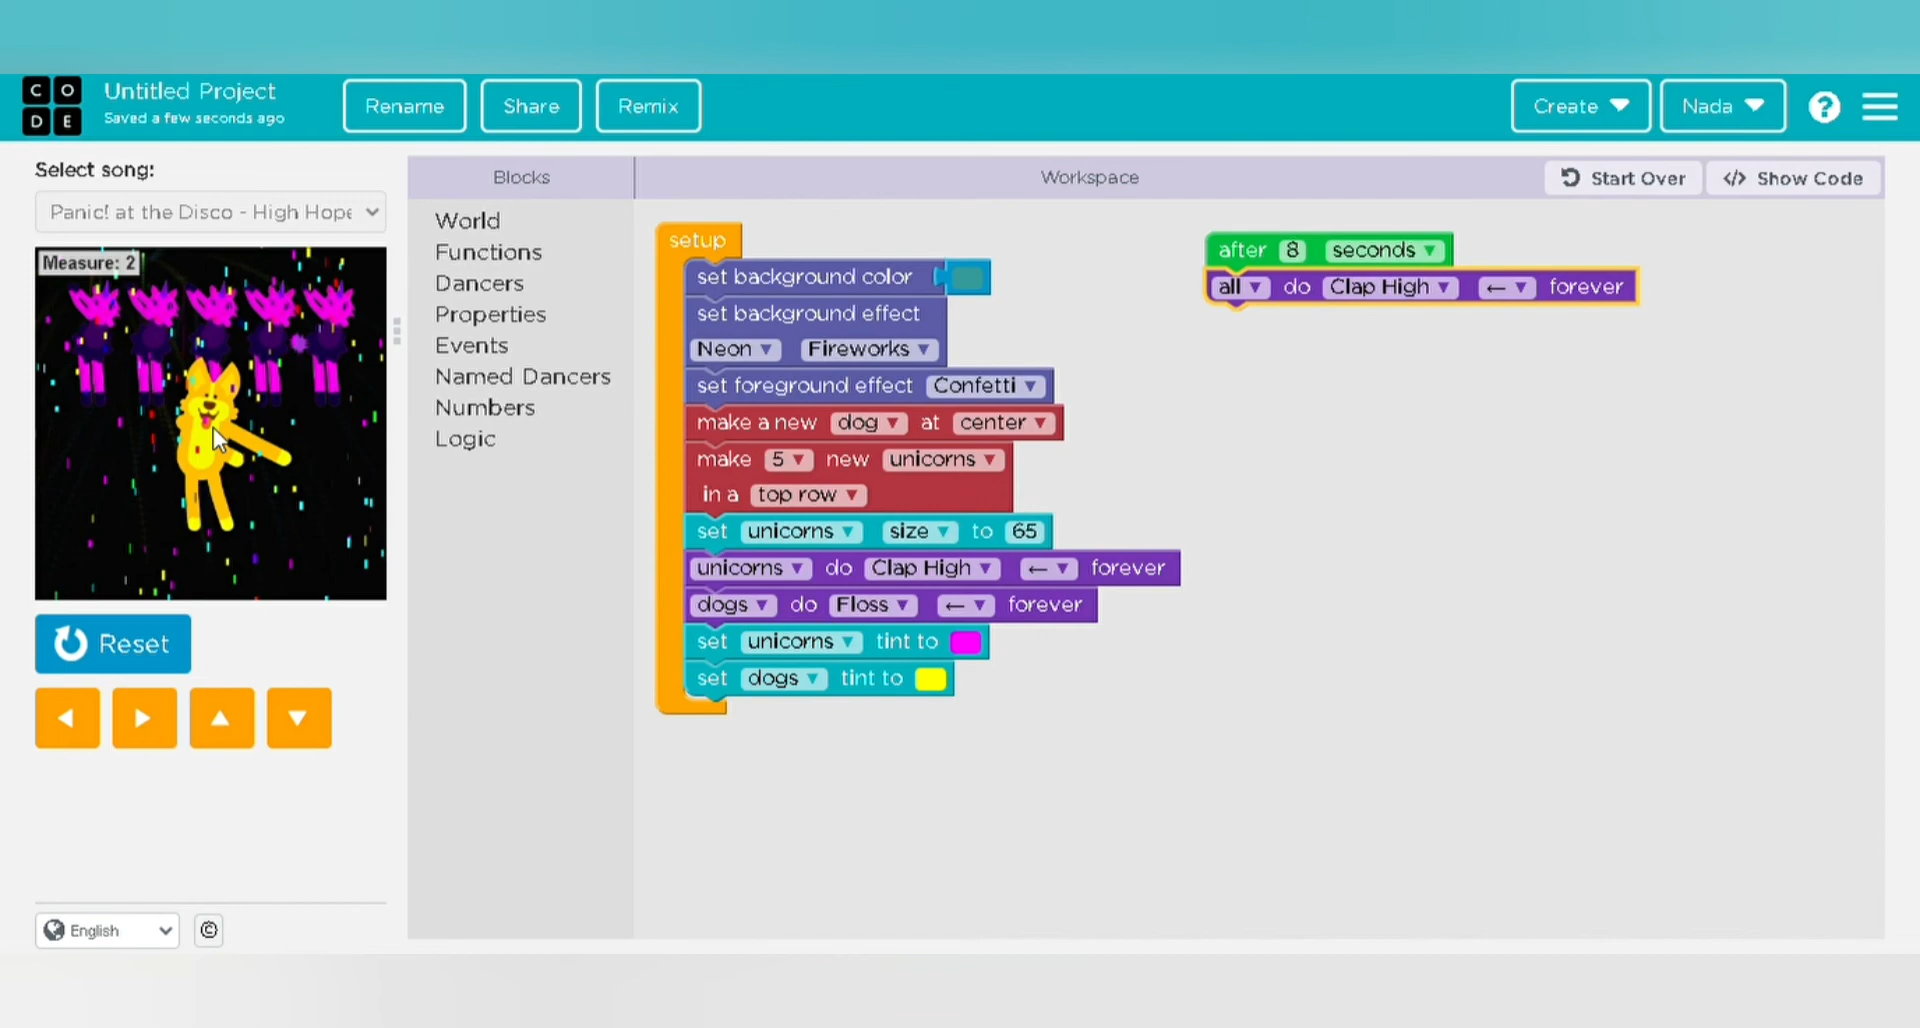 CODE
Untitled Project
Saved a few seconds ago
Rename
Share
Remix
Create
Nada
?
Select song:
Panic! at the Disco - High Hope
Measure: 2
Reset
English
©
Blocks
World
Functions
Dancers
Properties
Events
Named Dancers
Numbers
Logic
Workspace
Start Over
</> Show Code
setup
set background color
set background effect
Neon Fireworks
set foreground effect Confetti
make a new dog at center
make 5 new unicorns
in a top row
set unicorns size to 65
unicorns do Clap High ← forever
dogs do Floss ← forever
set unicorns tint to
set dogs tint to
after 8 seconds
all do Clap High ← forever